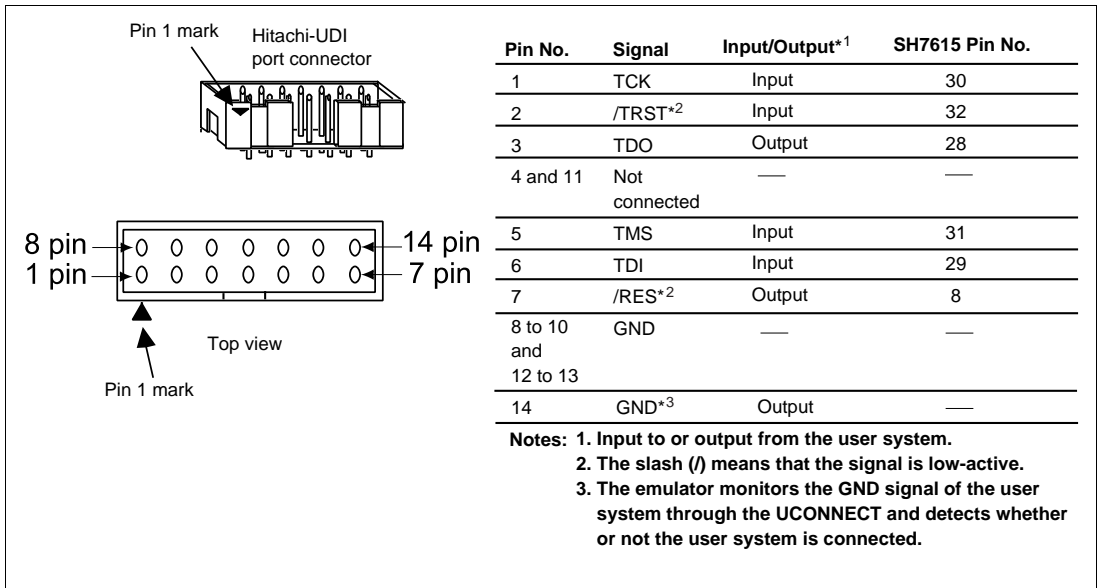 Pin 1 mark
Hitachi-UDI
port connector
8 pin
14 pin
1 pin
7 pin
Top view
Pin 1 mark
Pin No. Signal Input/Output*1 SH7615 Pin No.
1 TCK Input 30
2 /TRST*2 Input 32
3 TDO Output 28
4 and 11 Not connected — —
5 TMS Input 31
6 TDI Input 29
7 /RES*2 Output 8
8 to 10 and 12 to 13 GND — —
14 GND*3 Output —
Notes: 1. Input to or output from the user system.
2. The slash (/) means that the signal is low-active.
3. The emulator monitors the GND signal of the user
system through the UCONNECT and detects whether
or not the user system is connected.